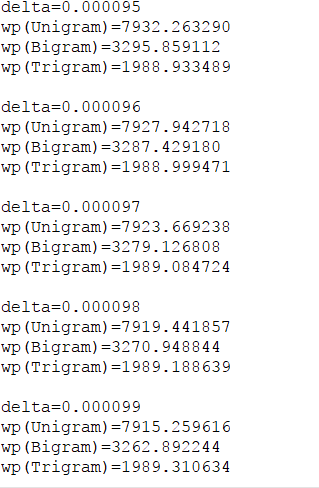 delta=0.000095
wp(Unigram)=7932.263290
wp(Bigram)=3295.859112
wp(Trigram)=1988.933489
delta=0.000096
wp(Unigram)=7927.942718
wp(Bigram)=3287.429180
wp(Trigram)=1988.999471
delta=0.000097
wp(Unigram)=7923.669238
wp(Bigram)=3279.126808
wp(Trigram)=1989.084724
delta=0.000098
wp(Unigram)=7919.441857
wp(Bigram)=3270.948844
wp(Trigram)=1989.188639
delta=0.000099
wp(Unigram)=7915.259616
wp(Bigram)=3262.892244
wp(Trigram)=1989.310634